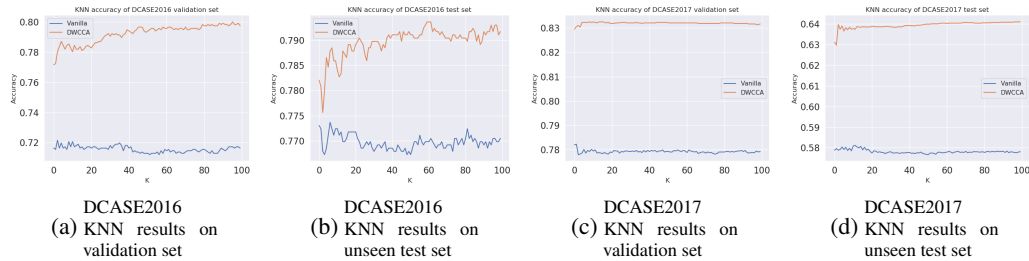 KNN accuracy of DCASE2016 validation set
0.80
0.78
0.76
0.74
0.72
Accuracy
Vanilla
DWCCA
0 20 40 60 80 100
K
KNN accuracy of DCASE2016 test set
0.790
0.785
0.780
0.775
0.770
Accuracy
Vanilla
DWCCA
0 20 40 60 80 100
K
KNN accuracy of DCASE2017 validation set
0.83
0.82
0.81
0.80
0.79
0.78
Accuracy
Vanilla
DWCCA
0 20 40 60 80 100
K
KNN accuracy of DCASE2017 test set
0.64
0.63
0.62
0.61
0.60
0.59
0.58
Accuracy
Vanilla
DWCCA
0 20 40 60 80 100
K
DCASE2016
(a) KNN results on
validation set
DCASE2016
(b) KNN results on
unseen test set
DCASE2017
(c) KNN results on
validation set
DCASE2017
(d) KNN results on
unseen test set